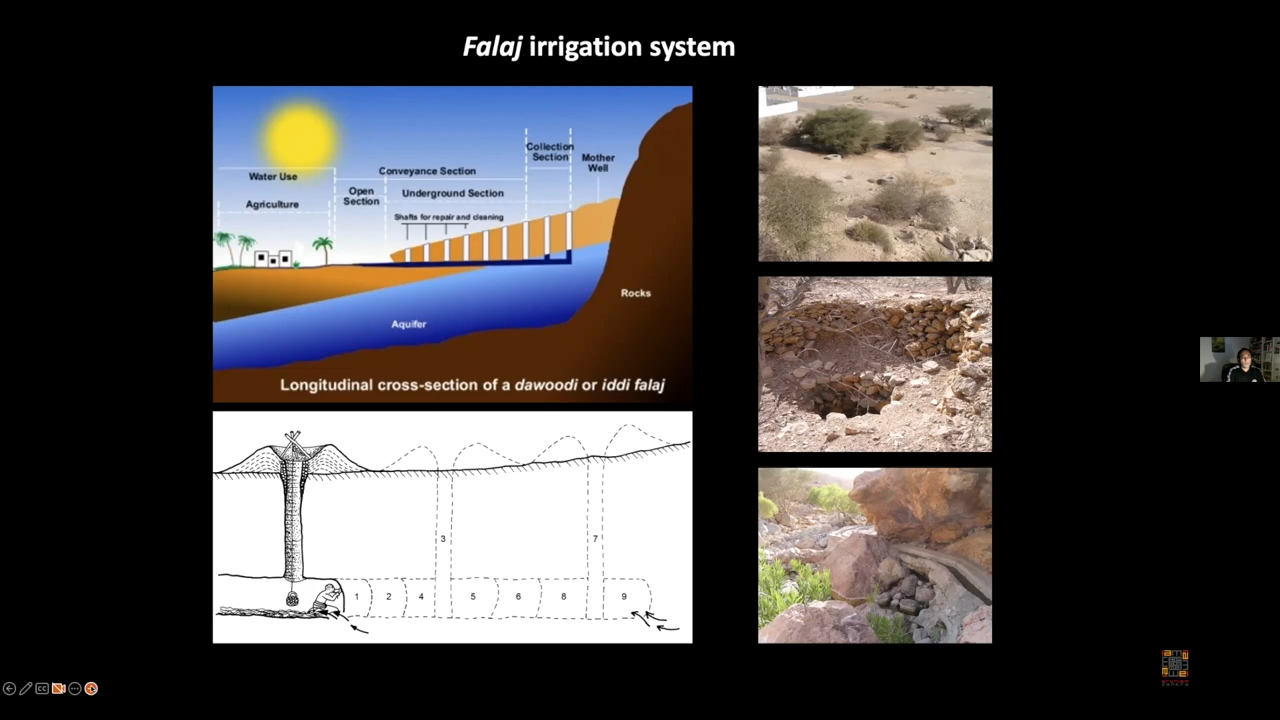 Falaj irrigation system
Collection
Section
Mother
Well
Conveyance Section
Water Use
Open
Section
Underground Section
Agriculture
Shafts for repair and cleaning
Rocks
Aquifer
Longitudinal cross-section of a dawoodi or iddi falaj
3
7
1
2
4
5
6
8
9
CC